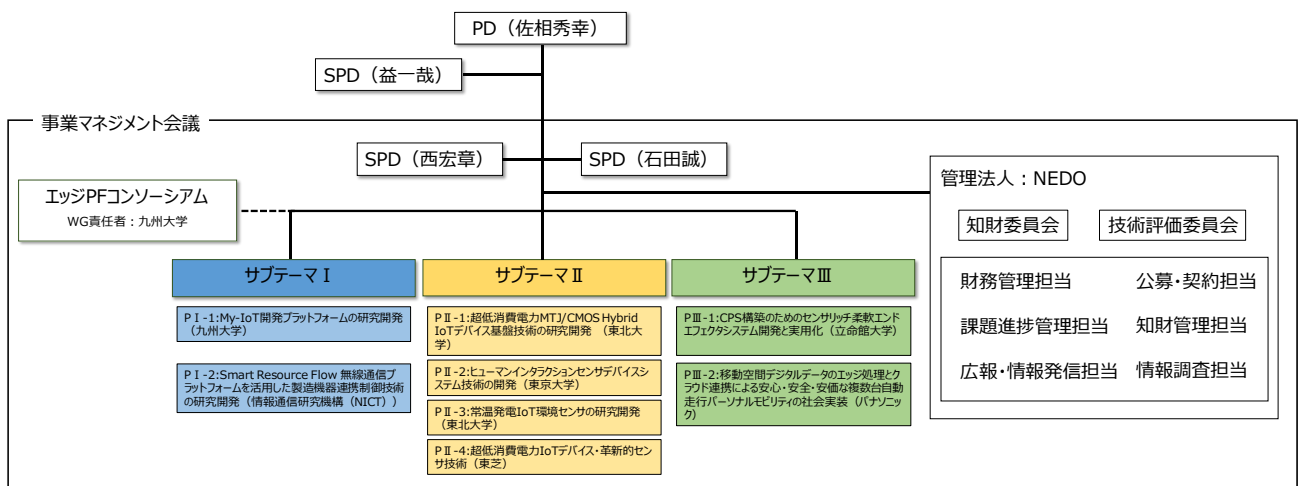 PD（佐相秀幸）
SPD（益一哉）
事業マネジメント会議
SPD（西宏章）
SPD（石田誠）
エッジPFコンソーシアム
WG責任者：九州大学
管理法人：NEDO
知財委員会
技術評価委員会
財務管理担当
公募・契約担当
課題進捗管理担当
知財管理担当
広報・情報発信担当
情報調査担当
サブテーマⅠ
PⅠ-1:My-IoT開発プラットフォームの研究開発
（九州大学）
PⅠ-2:Smart Resource Flow 無線通信プ
ラットフォームを活用した製造機器連携制御技術
の研究開発（情報通信研究機構（NICT））
サブテーマⅡ
PⅡ-1:超低消費電力MTJ/CMOS Hybrid
IoTデバイス基盤技術の研究開発 （東北大
学）
PⅡ-2:ヒューマンインタラクションセンサデバイスシ
ステム技術の開発（東京大学）
PⅡ-3:常温発電IoT環境センサの研究開発
（東北大学）
PⅡ-4:超低消費電力IoTデバイス・革新的セン
サ技術（東芝）
サブテーマⅢ
PⅢ-1:CPS構築のためのセンサリッチ柔軟エンド
エフェクタシステム開発と実用化（立命館大学）
PⅢ-2:移動空間デジタルデータのエッジ処理とク
ラウド連携による安心・安全・安価な複数台自動
走行パーソナルモビリティの社会実装（パナソニッ
ク）